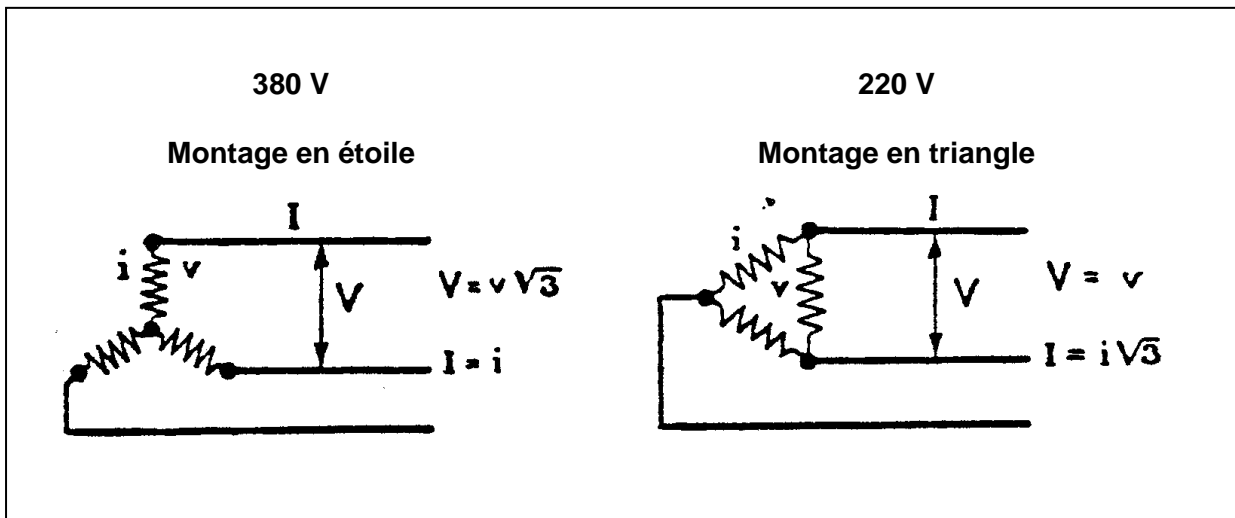 380 V
Montage en étoile
I
i
v
V
V = v √3
I = i
220 V
Montage en triangle
I
i
v
V
V = v
I = i √3